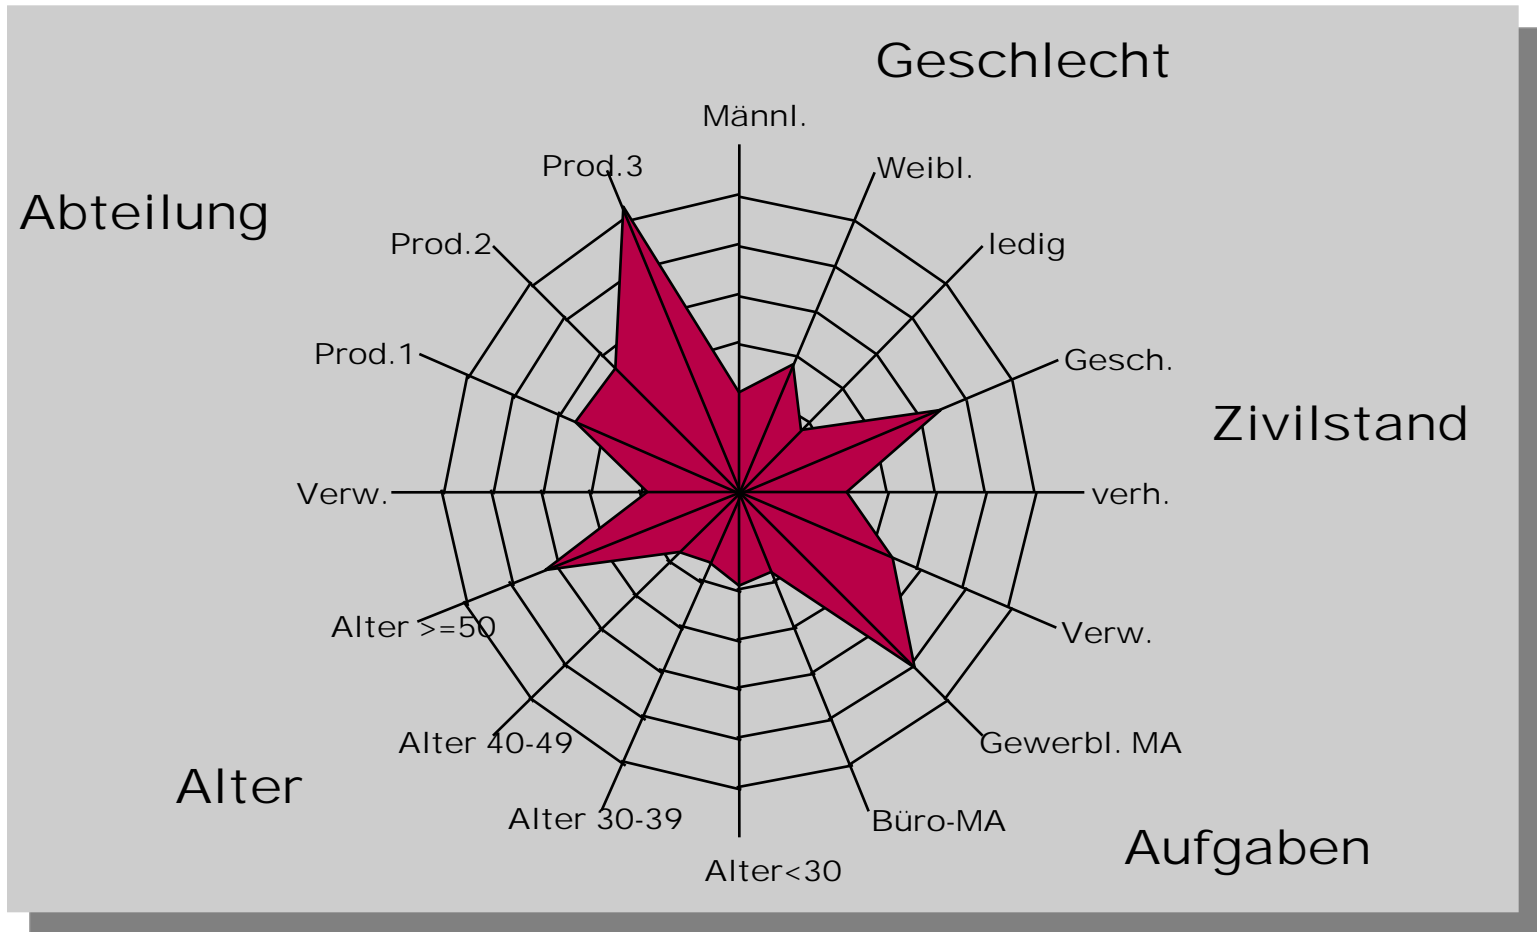 Geschlecht
Männl.
Prod.3
Weibl.
Abteilung
Prod.2
ledig
Prod.1
Gesch.
Zivilstand
Verw.
verh.
Alter >=50
Verw.
Alter 40-49
Gewerbl. MA
Alter
Alter 30-39
Büro-MA
Aufgaben
Alter<30